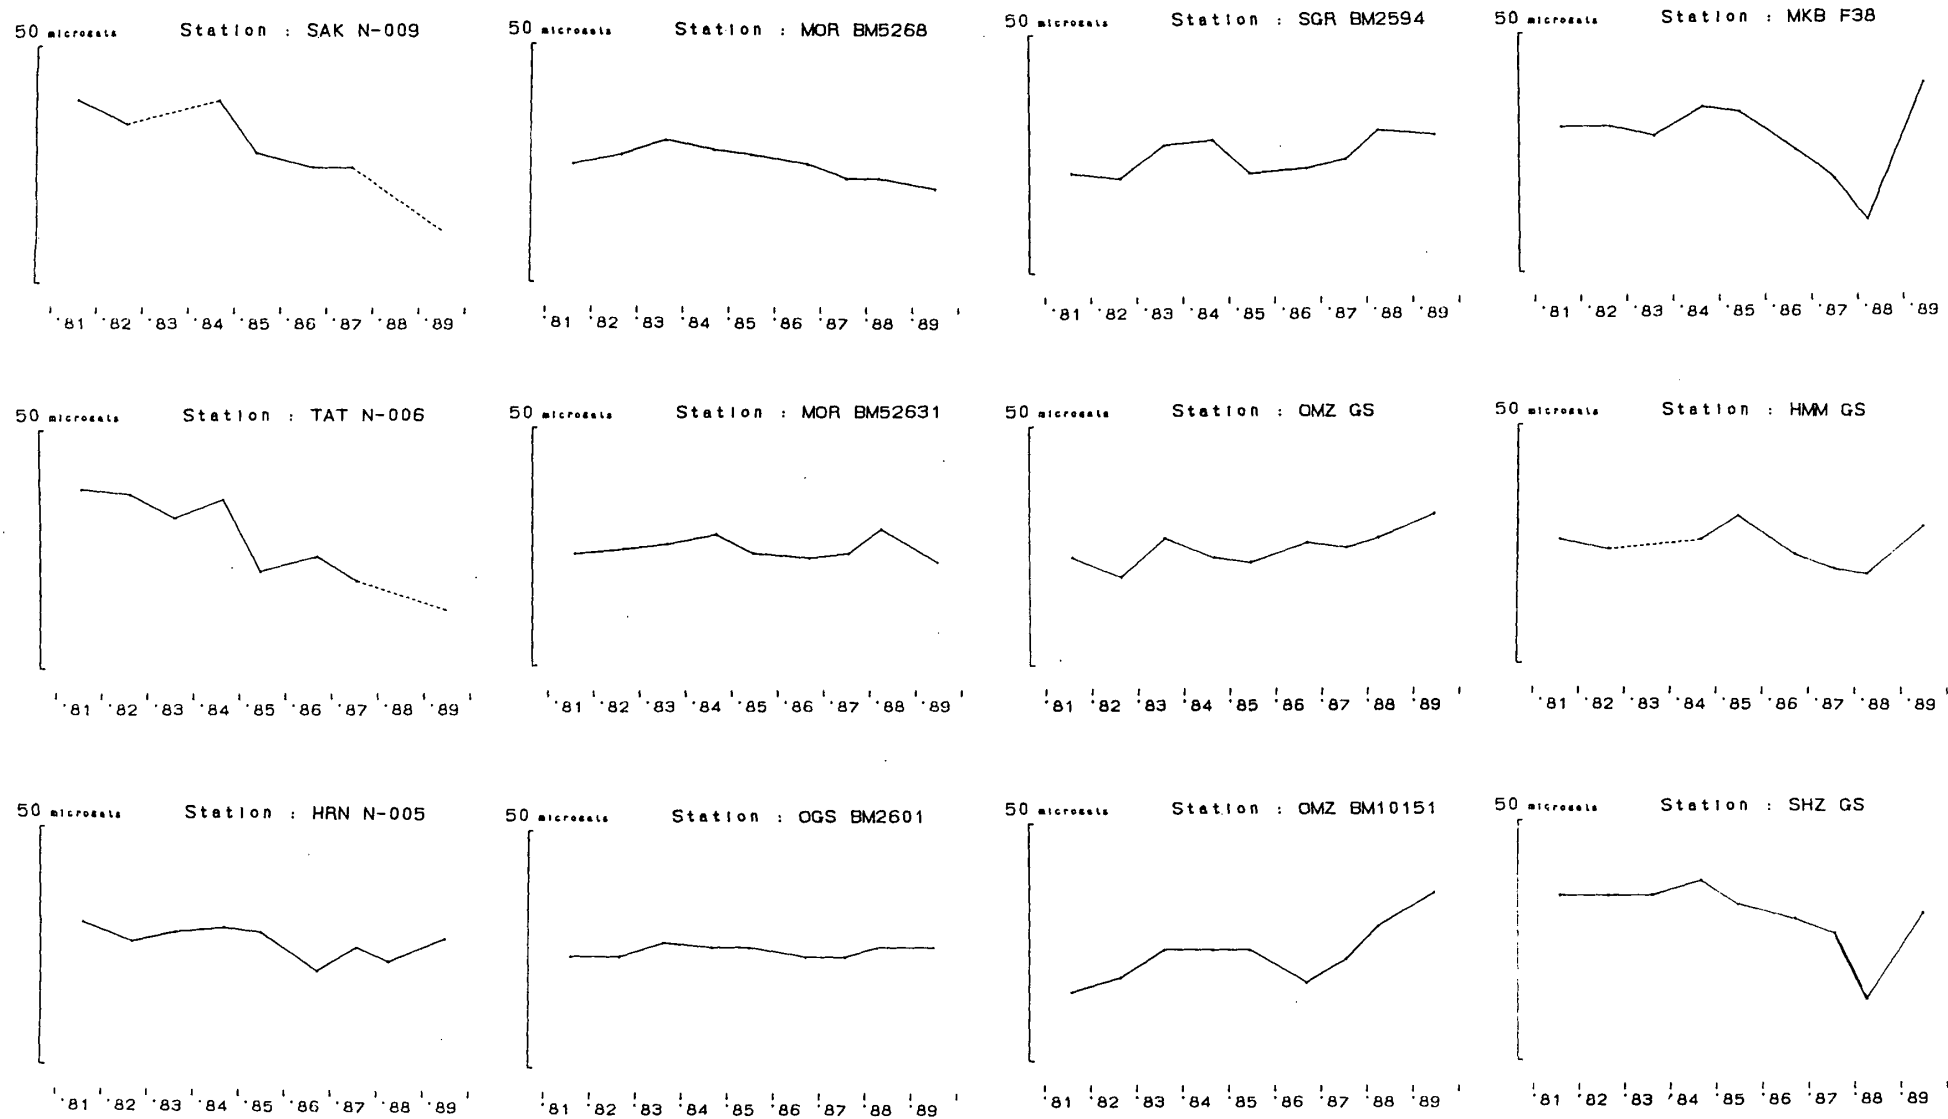 50 microgals Station : SAK N-009
'81 '82 '83 '84 '85 '86 '87 '88 '89
50 microgals Station : MOR BM5268
'81 '82 '83 '84 '85 '86 '87 '88 '89
50 microgals Station : SGR BM2594
'81 '82 '83 '84 '85 '86 '87 '88 '89
50 microgals Station : MKB F38
'81 '82 '83 '84 '85 '86 '87 '88 '89
50 microgals Station : TAT N-006
'81 '82 '83 '84 '85 '86 '87 '88 '89
50 microgals Station : MOR BM52631
'81 '82 '83 '84 '85 '86 '87 '88 '89
50 microgals Station : OMZ GS
'81 '82 '83 '84 '85 '86 '87 '88 '89
50 microgals Station : HMM GS
'81 '82 '83 '84 '85 '86 '87 '88 '89
50 microgals Station : HRN N-005
'81 '82 '83 '84 '85 '86 '87 '88 '89
50 microgals Station : OGS BM2601
'81 '82 '83 '84 '85 '86 '87 '88 '89
50 microgals Station : OMZ BM10151
'81 '82 '83 '84 '85 '86 '87 '88 '89
50 microgals Station : SHZ GS
'81 '82 '83 '84 '85 '86 '87 '88 '89